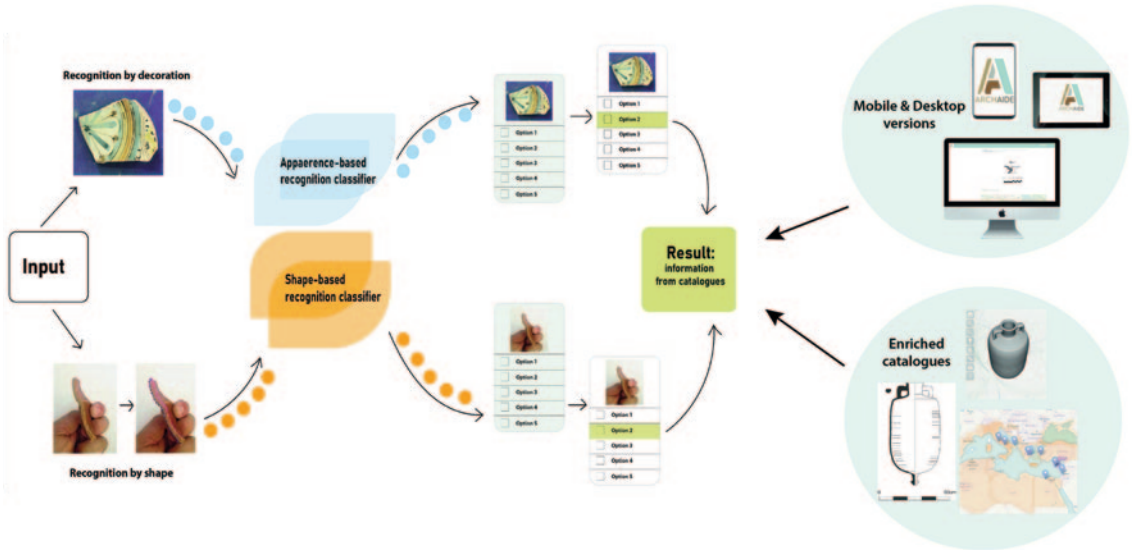 Recognition by decoration
Input
Recognition by shape
Appaerence-based
recognition classifier
Shape-based
recognition classifier
Option 1
Option 2
Option 3
Option 4
Option 5
Option 1
Option 2
Option 3
Option 4
Option 5
Option 1
Option 2
Option 3
Option 4
Option 5
Option 1
Option 2
Option 3
Option 4
Option 5
Result:
information
from catalogues
Mobile & Desktop
versions
ARCHAIDE
ARCHAIDE
Enriched
catalogues